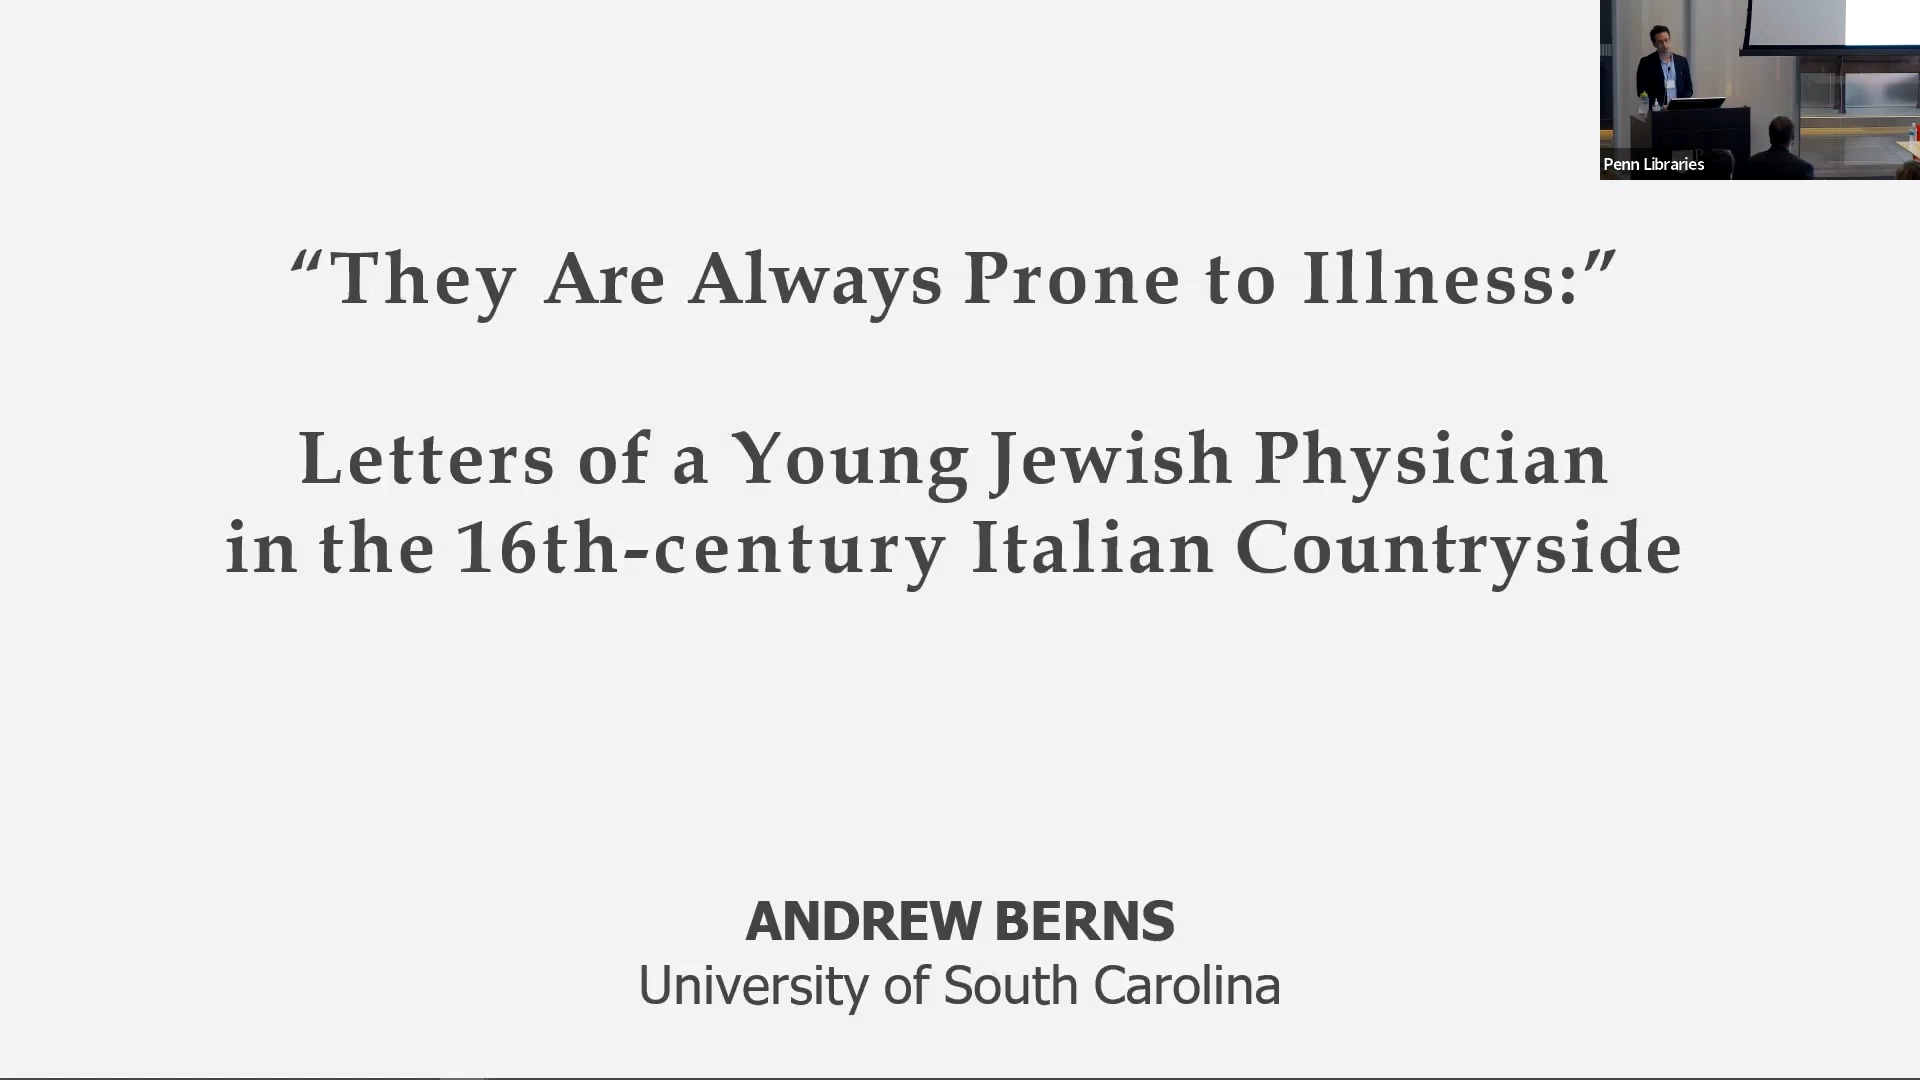 Penn Libraries
“They Are Always Prone to Illness:”
Letters of a Young Jewish Physician
in the 16th-century Italian Countryside
ANDREW BERNS
University of South Carolina